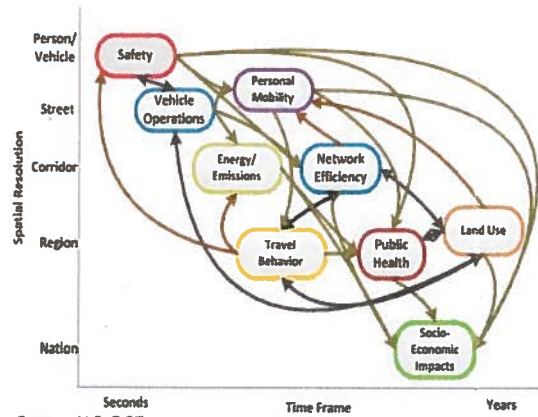 Person/
Vehicle
Safety
Personal
Mobility
Vehicle
Operations
Street
Energy/
Emissions
Network
Efficiency
Corridor
Spatial Resolution
Region
Travel
Behavior
Public
Health
Land Use
Nation
Socio-
Economic
Impacts
Seconds
Time Frame
Years